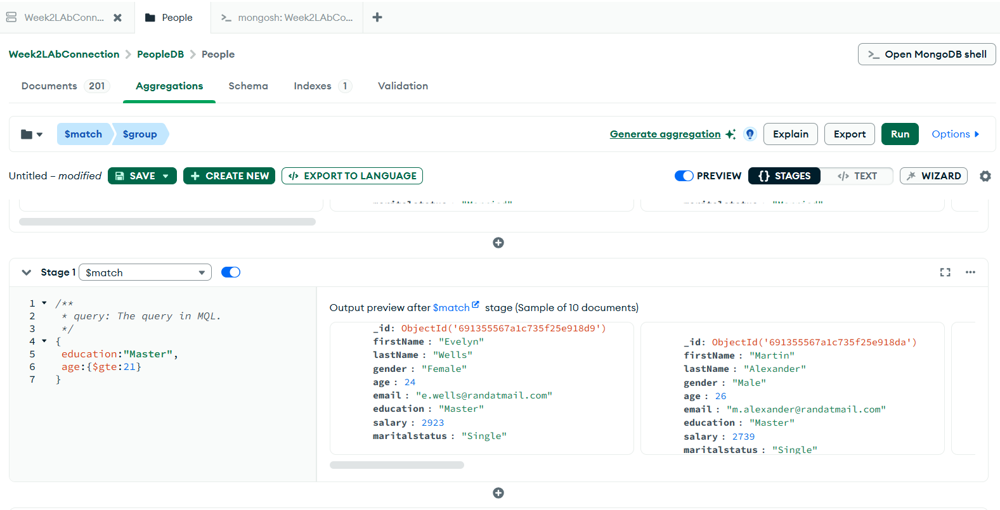 Week2LAbConn...
People
mongosh: Week2LAbCo...
Week2LAbConnection
PeopleDB
People
Open MongoDB shell
Documents 201
Aggregations
Schema
Indexes 1
Validation
$match
$group
Generate aggregation
Explain
Export
Run
Options
Untitled – modified
SAVE
CREATE NEW
</> EXPORT TO LANGUAGE
PREVIEW
{} STAGES
</> TEXT
WIZARD
maritalstatus : "Married"
maritalstatus : "Married"
Stage 1 $match
1 /**
2 * query: The query in MQL.
3 */
4 {
5 education:"Master",
6 age:{$gte:21}
7 }
Output preview after $match stage (Sample of 10 documents)
_id: ObjectId('691355567a1c735f25e918d9')
firstName : "Evelyn"
lastName : "Wells"
gender : "Female"
age : 24
email : "e.wells@randatmail.com"
education : "Master"
salary : 2923
maritalstatus : "Single"
_id: ObjectId('691355567a1c735f25e918da')
firstName : "Martin"
lastName : "Alexander"
gender : "Male"
age : 26
email : "m.alexander@randatmail.com"
education : "Master"
salary : 2739
maritalstatus : "Single"